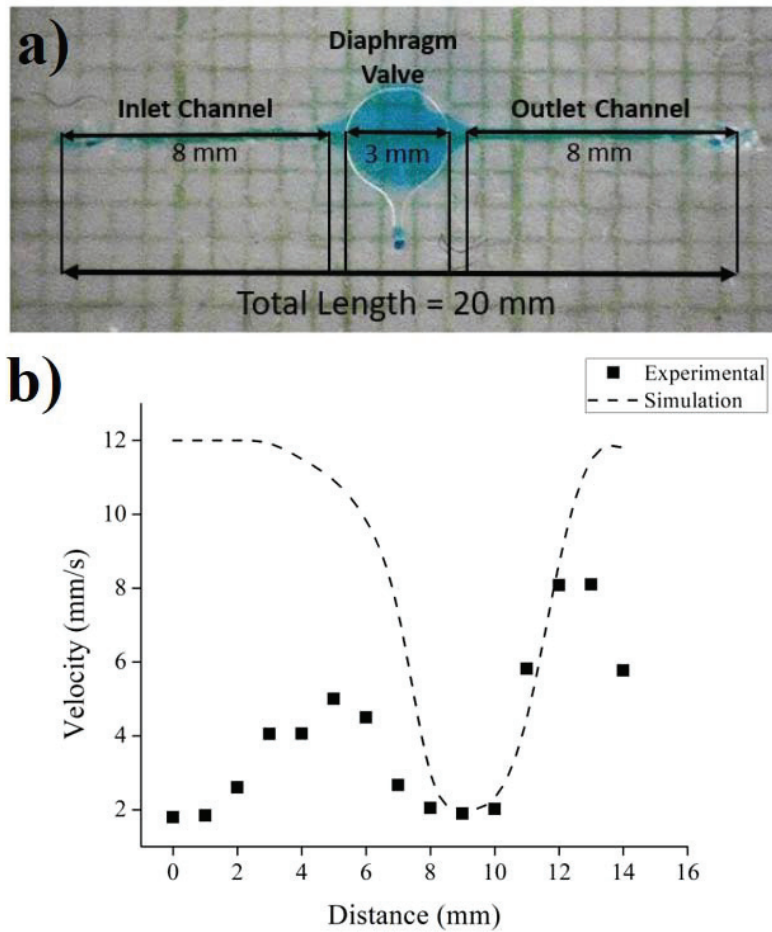 a)
Diaphragm
Valve
Inlet Channel
Outlet Channel
8 mm
3 mm
8 mm
Total Length = 20 mm
b)
Experimental
Simulation
12
10
8
6
4
2
Velocity (mm/s)
0
2
4
6
8
10
12
14
16
Distance (mm)